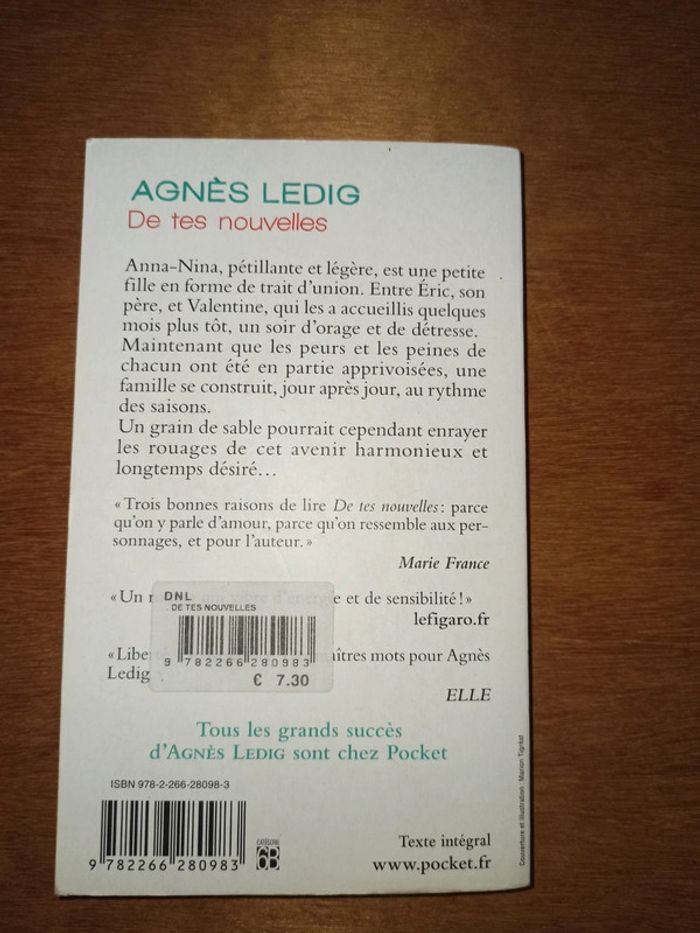 AGNÈS LEDIG
De tes nouvelles
Anna-Nina, pétillante et légère, est une petite
fille en forme de trait d'union. Entre Éric, son
père, et Valentine, qui les a accueillis quelques
mois plus tôt, un soir d'orage et de détresse.
Maintenant que les peurs et les peines de
chacun ont été en partie apprivoisées, une
famille se construit, jour après jour, au rythme
des saisons.
Un grain de sable pourrait cependant enrayer
les rouages de cet avenir harmonieux et
longtemps désiré…
« Trois bonnes raisons de lire De tes nouvelles : parce
qu'on y parle d'amour, parce qu'on ressemble aux per-
sonnages, et pour l'auteur. »
Marie France
« Un et de sensibilité ! »
lefigaro.fr
DNL
DE TES NOUVELLES
9 782266 280983
€ 7.30
mots pour Agnès
Ledig
ELLE
Tous les grands succès
d'AGNÈS LEDIG sont chez Pocket
ISBN 978-2-266-28098-3
9 782266 280983
CATÉGORIE
6B
Texte intégral
www.pocket.fr
Couverture et illustration : Marion Tigréat